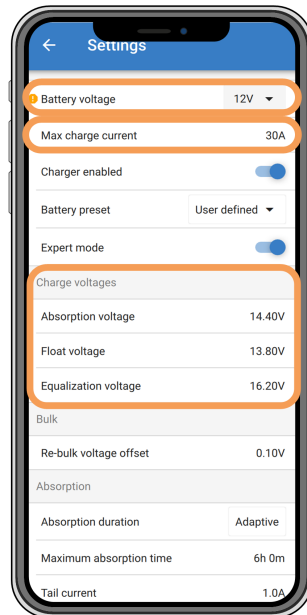 Settings
Battery voltage 12V
Max charge current 30A
Charger enabled
Battery preset User defined
Expert mode
Charge voltages
Absorption voltage 14.40V
Float voltage 13.80V
Equalization voltage 16.20V
Bulk
Re-bulk voltage offset 0.10V
Absorption
Absorption duration Adaptive
Maximum absorption time 6h 0m
Tail current 1.0A